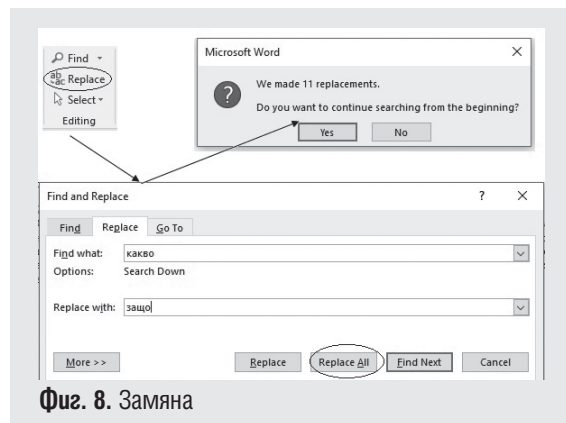 Find
ab
ac Replace
Select
Editing
Microsoft Word
We made 11 replacements.
Do you want to continue searching from the beginning?
Yes No
Find and Replace
Find Replace Go To
Find what: какво
Options: Search Down
Replace with: защо
More >> Replace Replace All Find Next Cancel
Фиг. 8. Замяна